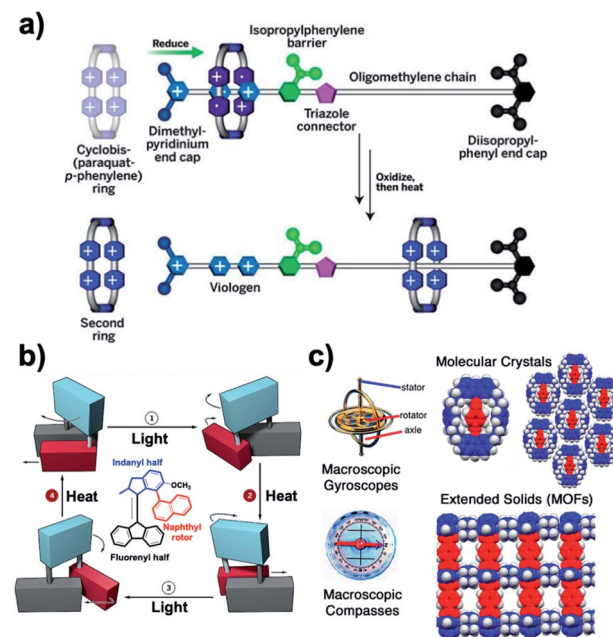 a)
Reduce
Isopropylphenylene
barrier
Oligomethylene chain
Dimethyl-
pyridinium
end cap
Triazole
connector
Diisopropyl-
phenyl end cap
Cyclobis-
(paraquat-
p-phenylene)
ring
Oxidize,
then heat
Second
ring
Viologen
b)
1
Light
Indanyl half
OCH3
Naphthyl
rotor
Fluorenyl half
4
Heat
2
Heat
3
Light
c)
Molecular Crystals
stator
rotator
axle
Macroscopic
Gyroscopes
Extended Solids (MOFs)
Macroscopic
Compasses